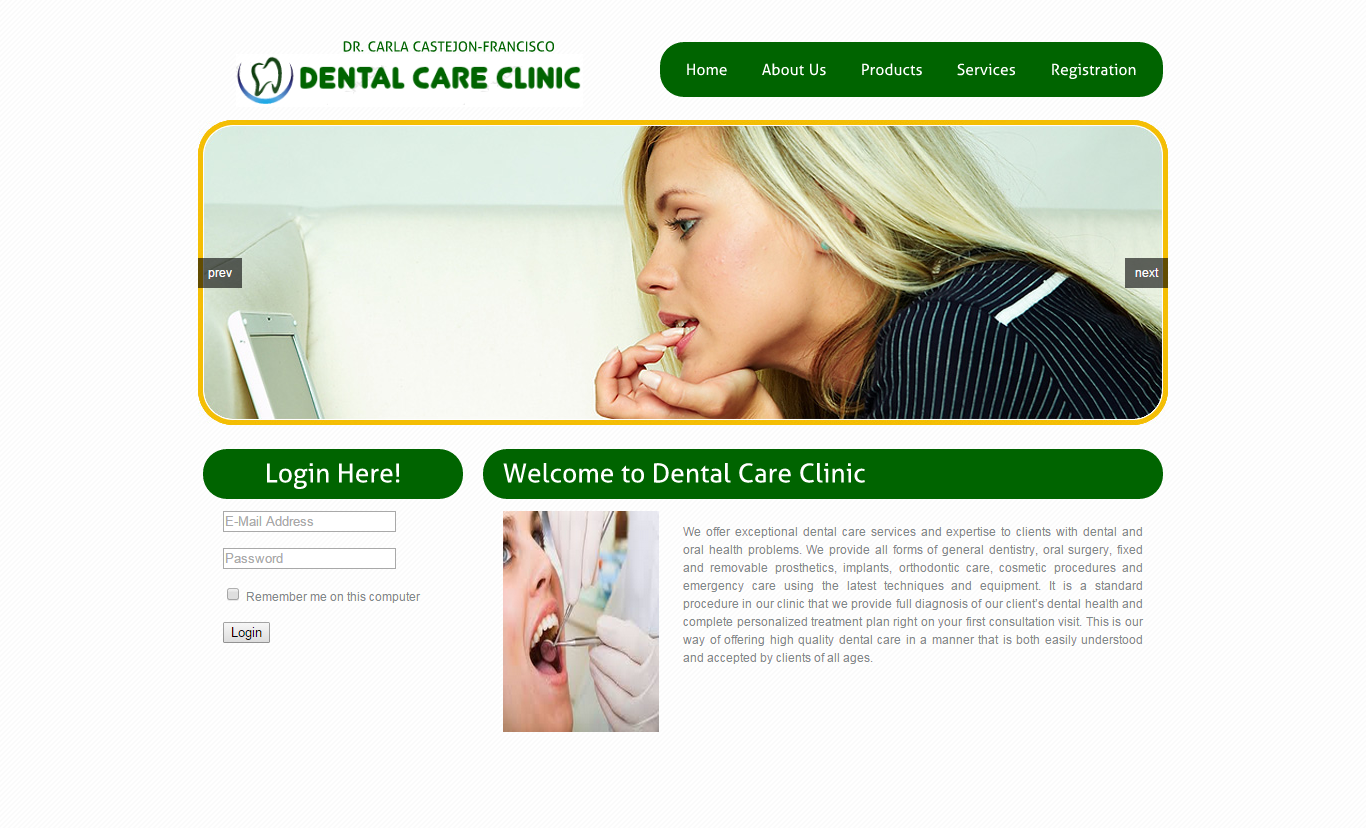 DR. CARLA CASTEJON-FRANCISCO
DENTAL CARE CLINIC
Home About Us Products Services Registration
prev
next
Login Here!
E-Mail Address
Password
Remember me on this computer
Login
Welcome to Dental Care Clinic
We offer exceptional dental care services and expertise to clients with dental and
oral health problems. We provide all forms of general dentistry, oral surgery, fixed
and removable prosthetics, implants, orthodontic care, cosmetic procedures and
emergency care using the latest techniques and equipment. It is a standard
procedure in our clinic that we provide full diagnosis of our client's dental health and
complete personalized treatment plan right on your first consultation visit. This is our
way of offering high quality dental care in a manner that is both easily understood
and accepted by clients of all ages.